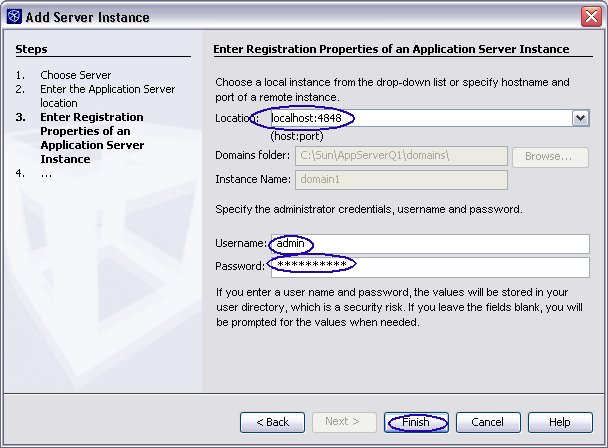 Add Server Instance
Steps
1. Choose Server
2. Enter the Application Server
location
3. Enter Registration
Properties of an
Application Server
Instance
4. ...
Enter Registration Properties of an Application Server Instance
Choose a local instance from the drop-down list or specify hostname and
port of a remote instance.
Location: localhost:4848
(host:port)
Domains folder: C:\Sun\AppServerQ1\domains\ Browse...
Instance Name: domain1
Specify the administrator credentials, username and password.
Username: admin
Password: **********
If you enter a user name and password, the values will be stored in your
user directory, which is a security risk. If you leave the fields blank, you will
be prompted for the values when needed.
< Back Next > Finish Cancel Help